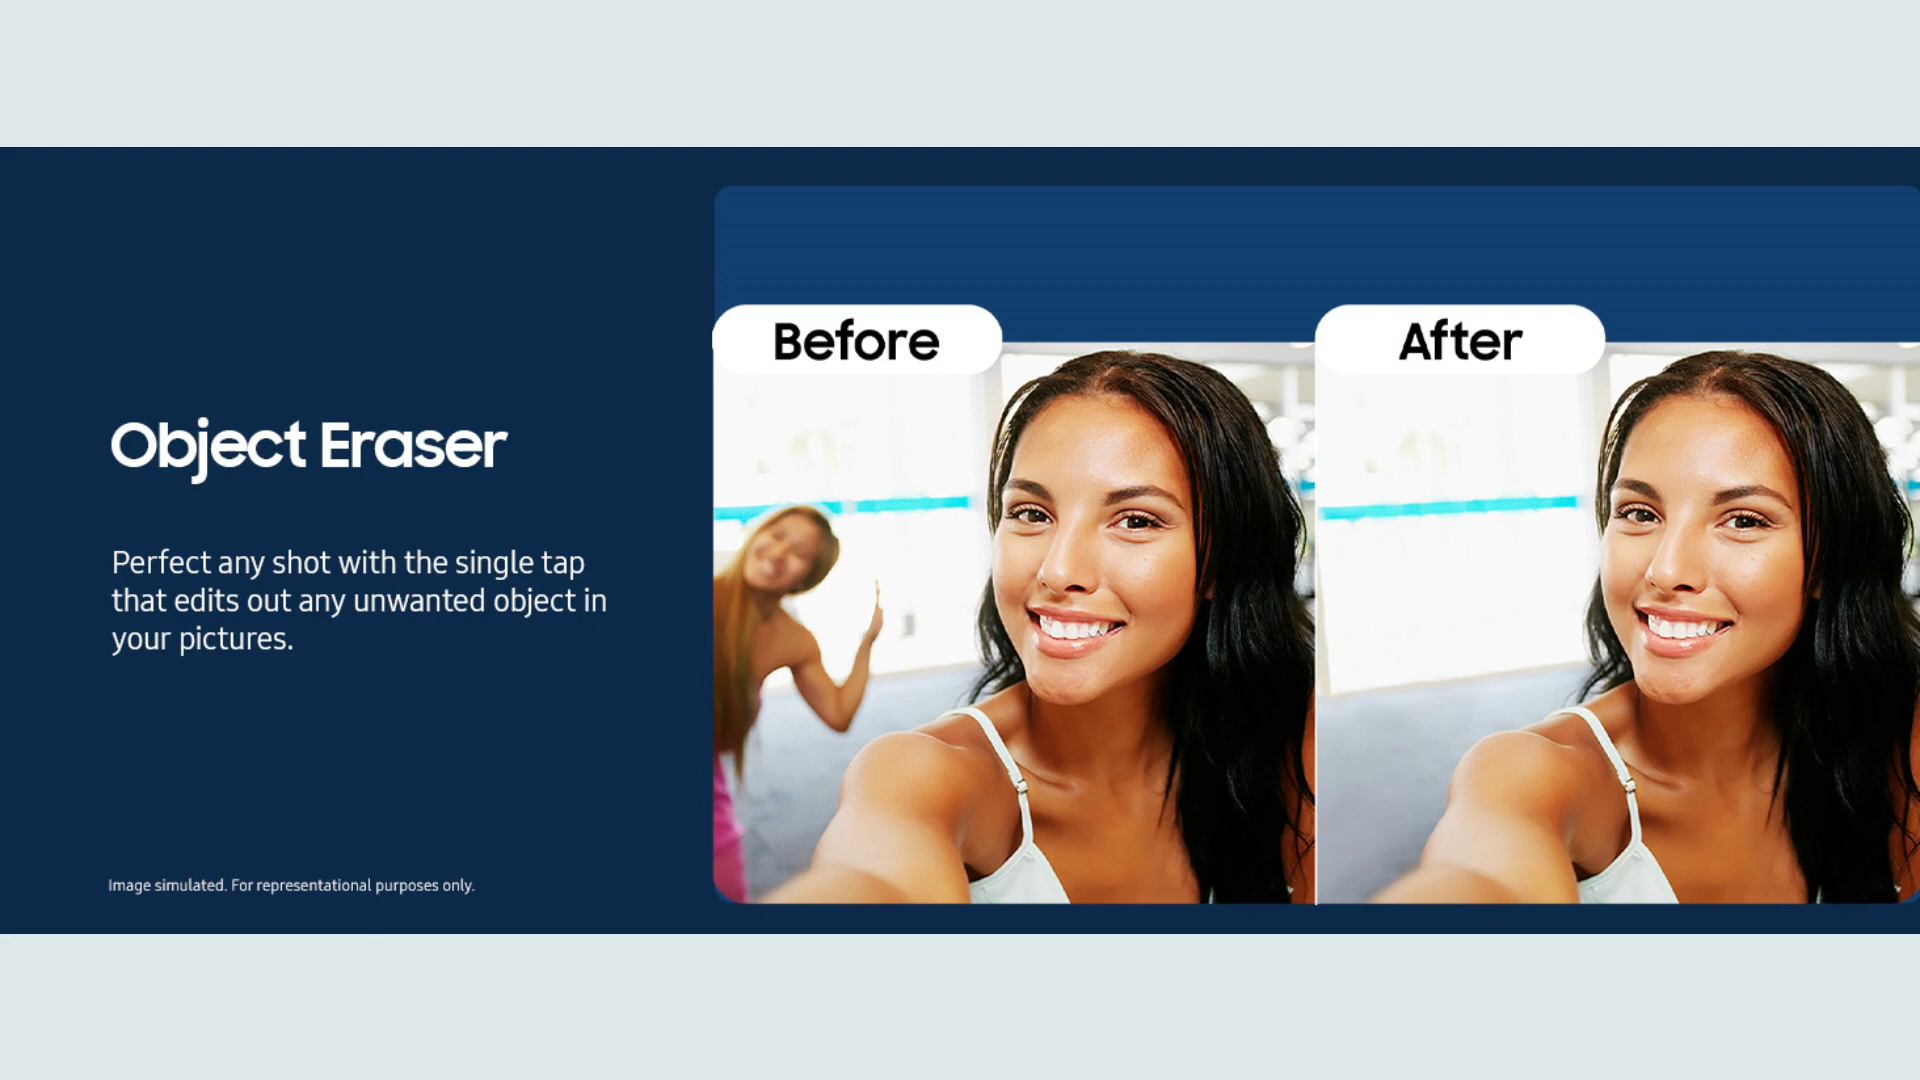 Before
After
Object Eraser
Perfect any shot with the single tap
that edits out any unwanted object in
your pictures.
Image simulated. For representational purposes only.